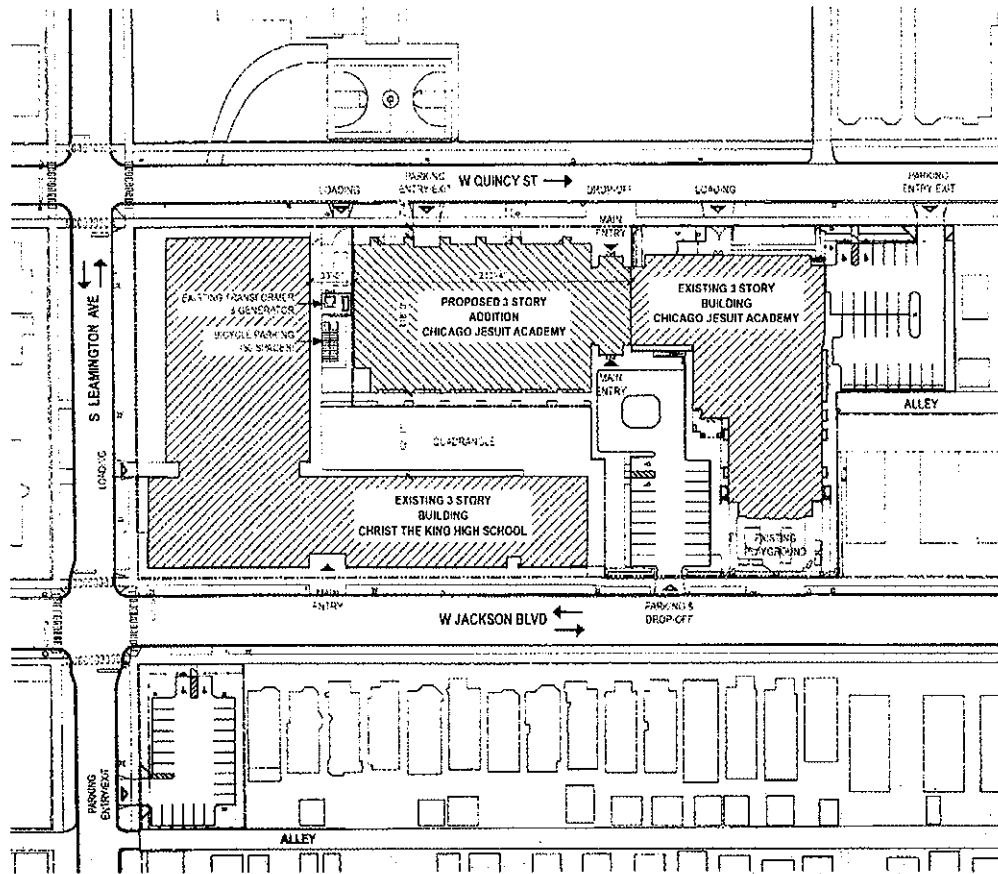 W QUINCY ST
LOADING
PARKING
ENTRY-EXIT
DROP-OFF
LOADING
PARKING
ENTRY EXIT
MAIN
ENTRY
S LEAMINGTON AVE
LOADING
EXISTING TRANSFORMER
& GENERATOR
BICYCLE PARKING
PROPOSED 3 STORY
ADDITION
CHICAGO JESUIT ACADEMY
EXISTING 3 STORY
BUILDING
CHICAGO JESUIT ACADEMY
MAIN
ENTRY
ALLEY
QUADRANGLE
EXISTING 3 STORY
BUILDING
CHRIST THE KING HIGH SCHOOL
EXISTING
PLAYGROUND
MAIN
ENTRY
W JACKSON BLVD
PARKING &
DROP-OFF
PARKING
ENTRY-EXIT
ALLEY